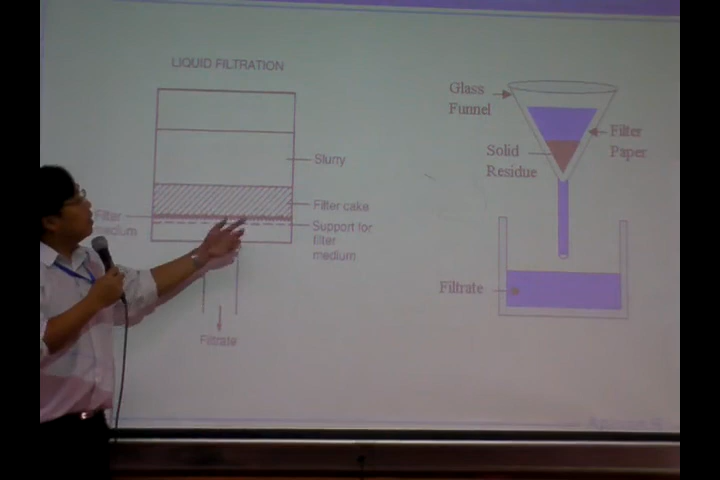 LIQUID FILTRATION
Slurry
Filter cake
Filter
medium
Support for
filter
medium
Filtrate
Glass
Funnel
Filter
Paper
Solid
Residue
Filtrate